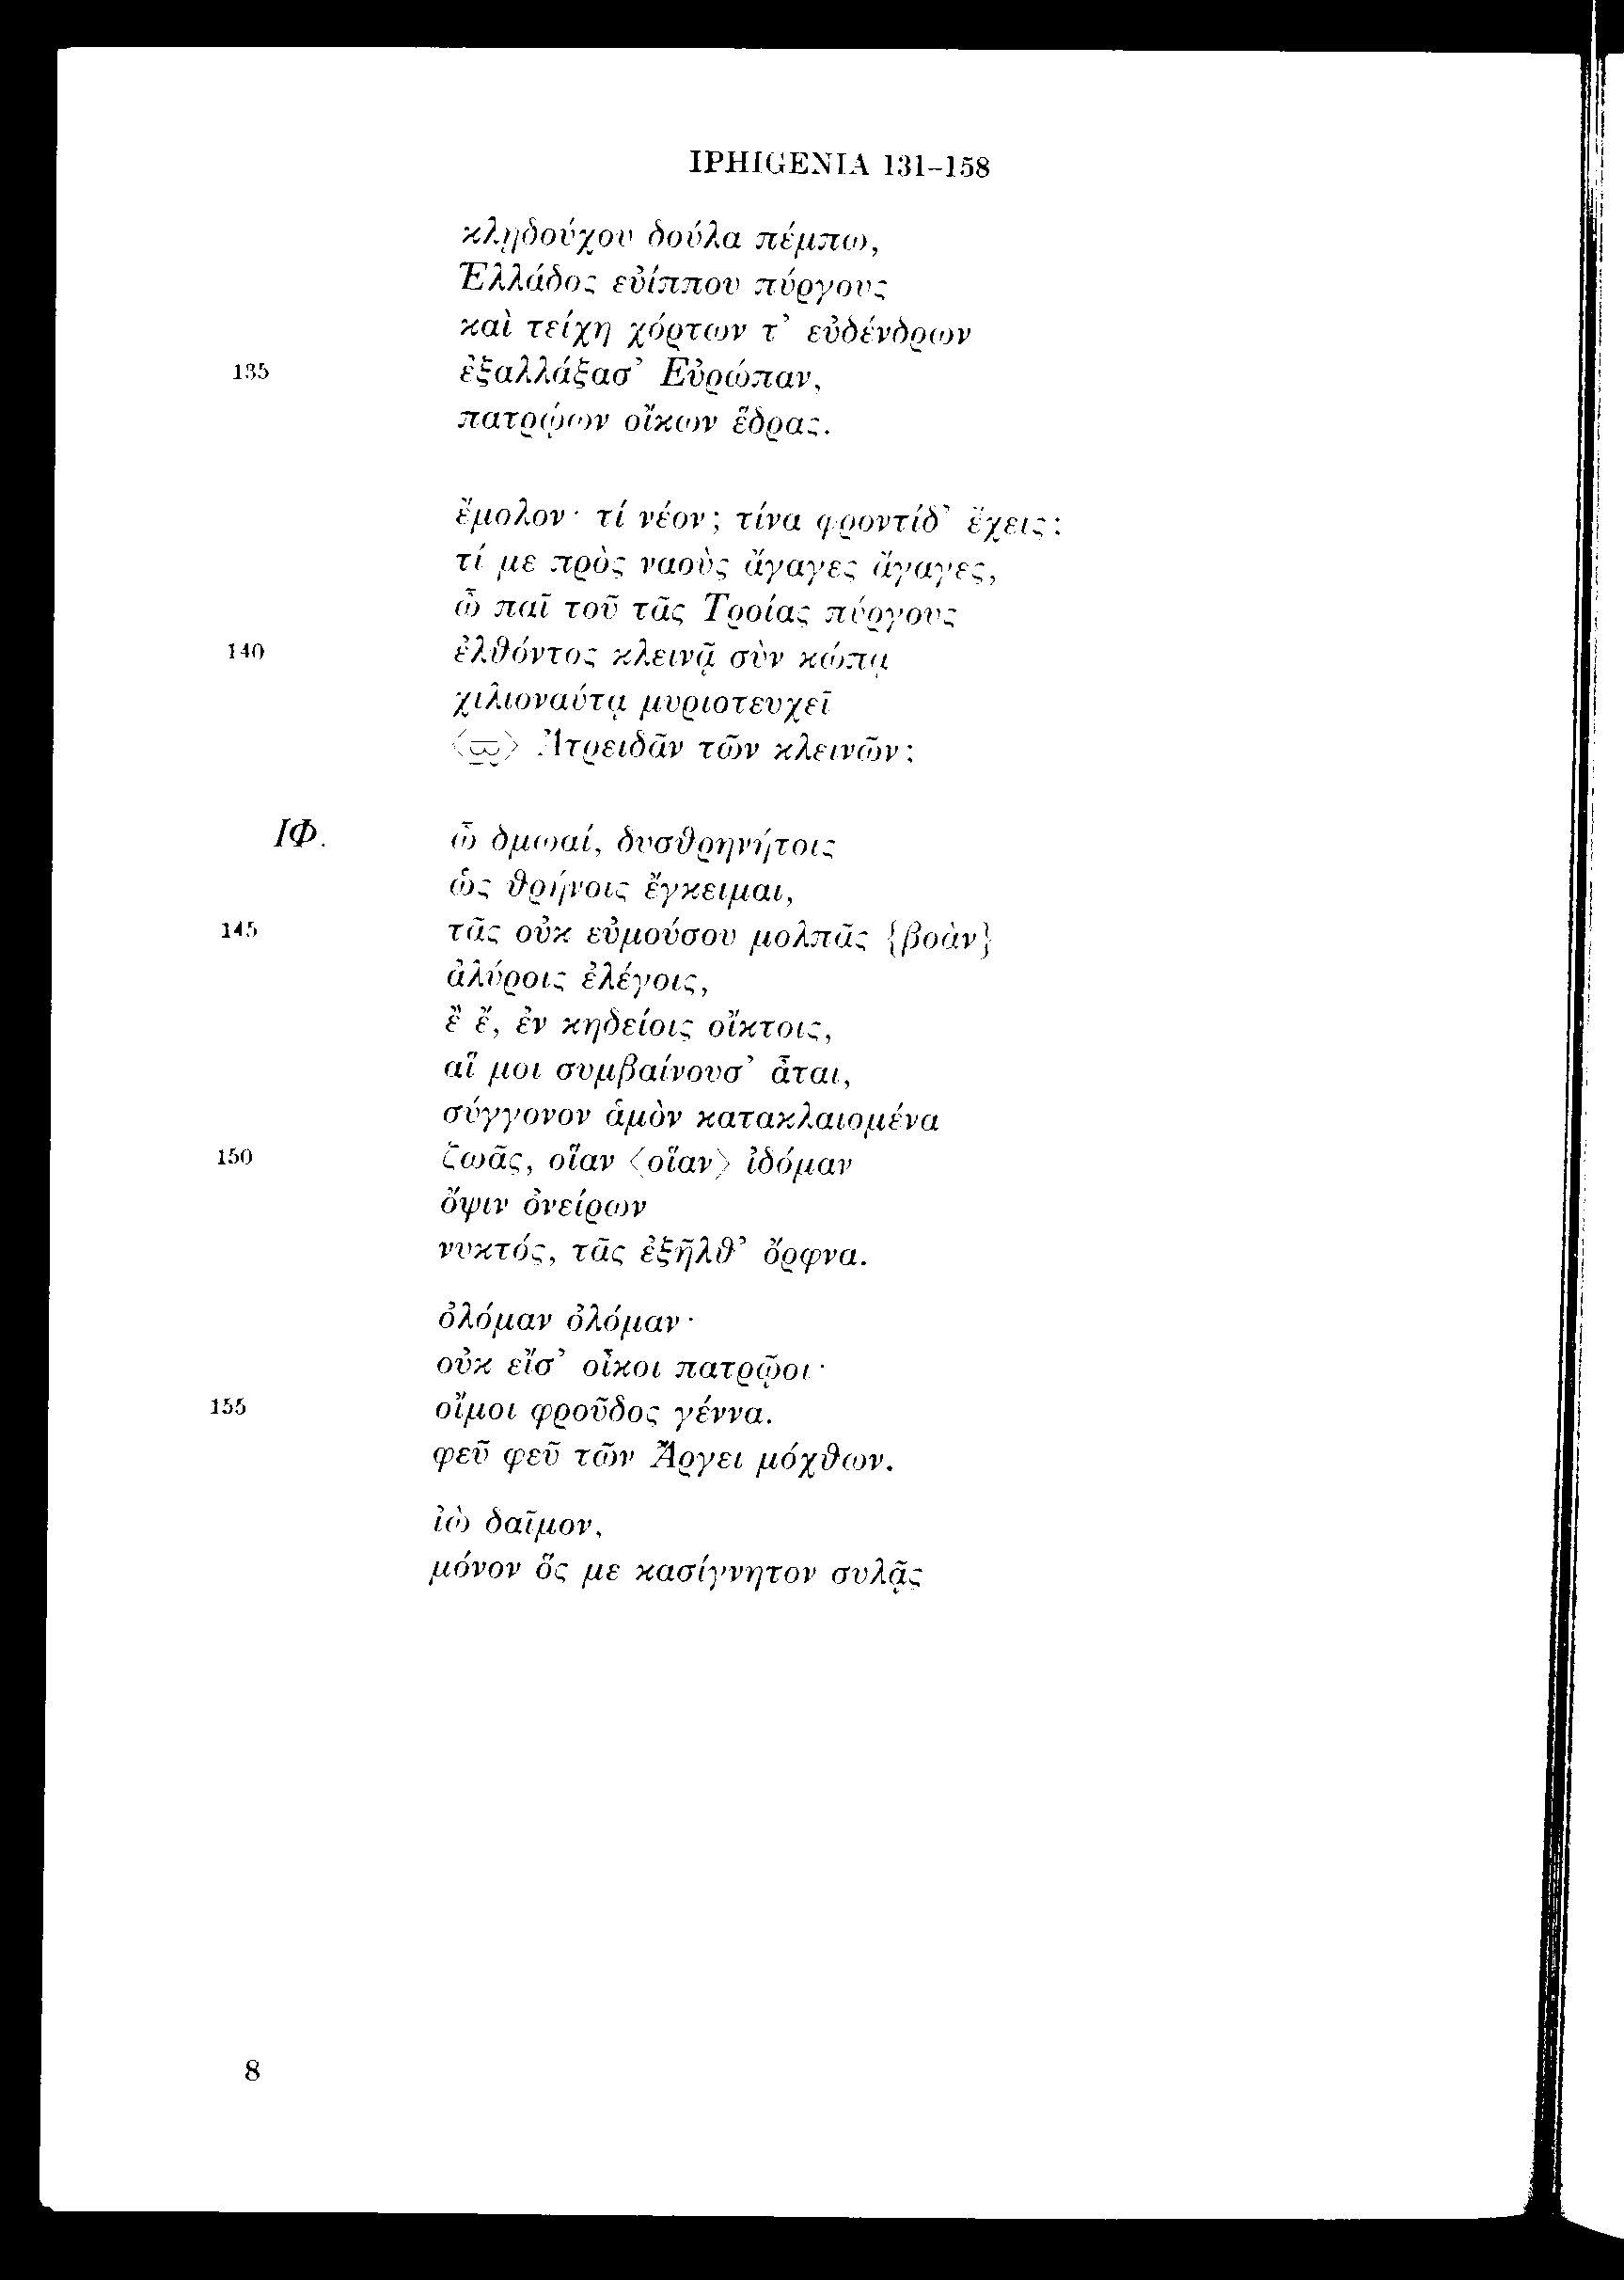 IPHIGENIA 131–158
κλῃδούχου δούλα πέμπω,
Ἑλλάδος εὐίππου πύργους
καὶ τείχη χόρτων τ’ εὐδένδρων
135 ἐξαλλάξασ’ Εὐρώπαν,
πατρῴων οἴκων ἕδρας.
ἔμολον· τί νέον; τίνα φροντίδ’ ἔχεις;
τί με πρὸς ναοὺς ἄγαγες ἄγαγες,
ὦ παῖ τοῦ τᾶς Τροίας πύργους
140 ἐλθόντος κλεινᾷ σὺν κώπᾳ
χιλιοναύτᾳ μυριοτευχεῖ
⟨⏓⟩ Ἀτρειδᾶν τῶν κλεινῶν;
ΙΦ. ὦ δμωαί, δυσθρηνήτοις
ὡς θρήνοις ἔγκειμαι,
145 τᾶς οὐκ εὐμούσου μολπᾶς {βοὰν}
ἀλύροις ἐλέγοις,
ἒ ἔ, ἐν κηδείοις οἴκτοις,
αἵ μοι συμβαίνουσ’ ἆται,
σύγγονον ἁμὸν κατακλαιομένα
150 ζωᾶς, οἵαν ⟨οἵαν⟩ ἰδόμαν
ὄψιν ὀνείρων
νυκτός, τᾶς ἐξῆλθ’ ὄρφνα.
ὀλόμαν ὀλόμαν·
οὐκ εἴσ’ οἶκοι πατρῷοι·
155 οἴμοι φροῦδος γέννα.
φεῦ φεῦ τῶν Ἄργει μόχθων.
ἰὼ δαῖμον,
μόνον ὅς με κασίγνητον συλᾷς
8